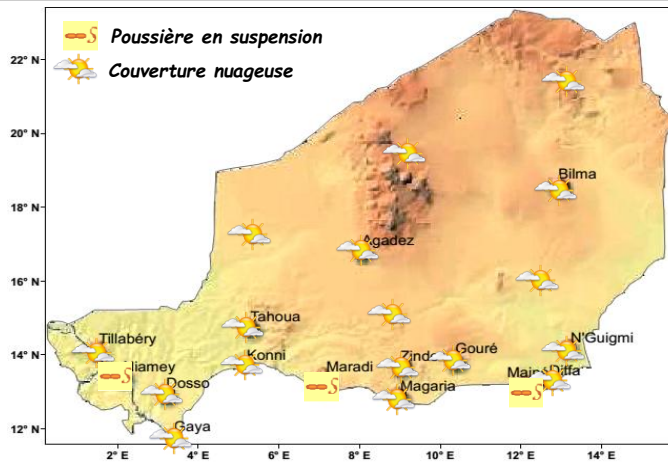 Poussière en suspension
Couverture nuageuse
22° N
20° N
18° N
16° N
14° N
12° N
Bilma
Agadez
Tahoua
Tillabéry
N'Guigmi
Konni
Gouré
Maradi
Diffa
Dosso
Magaria
Gaya
2° E
4° E
6° E
8° E
10° E
12° E
14° E